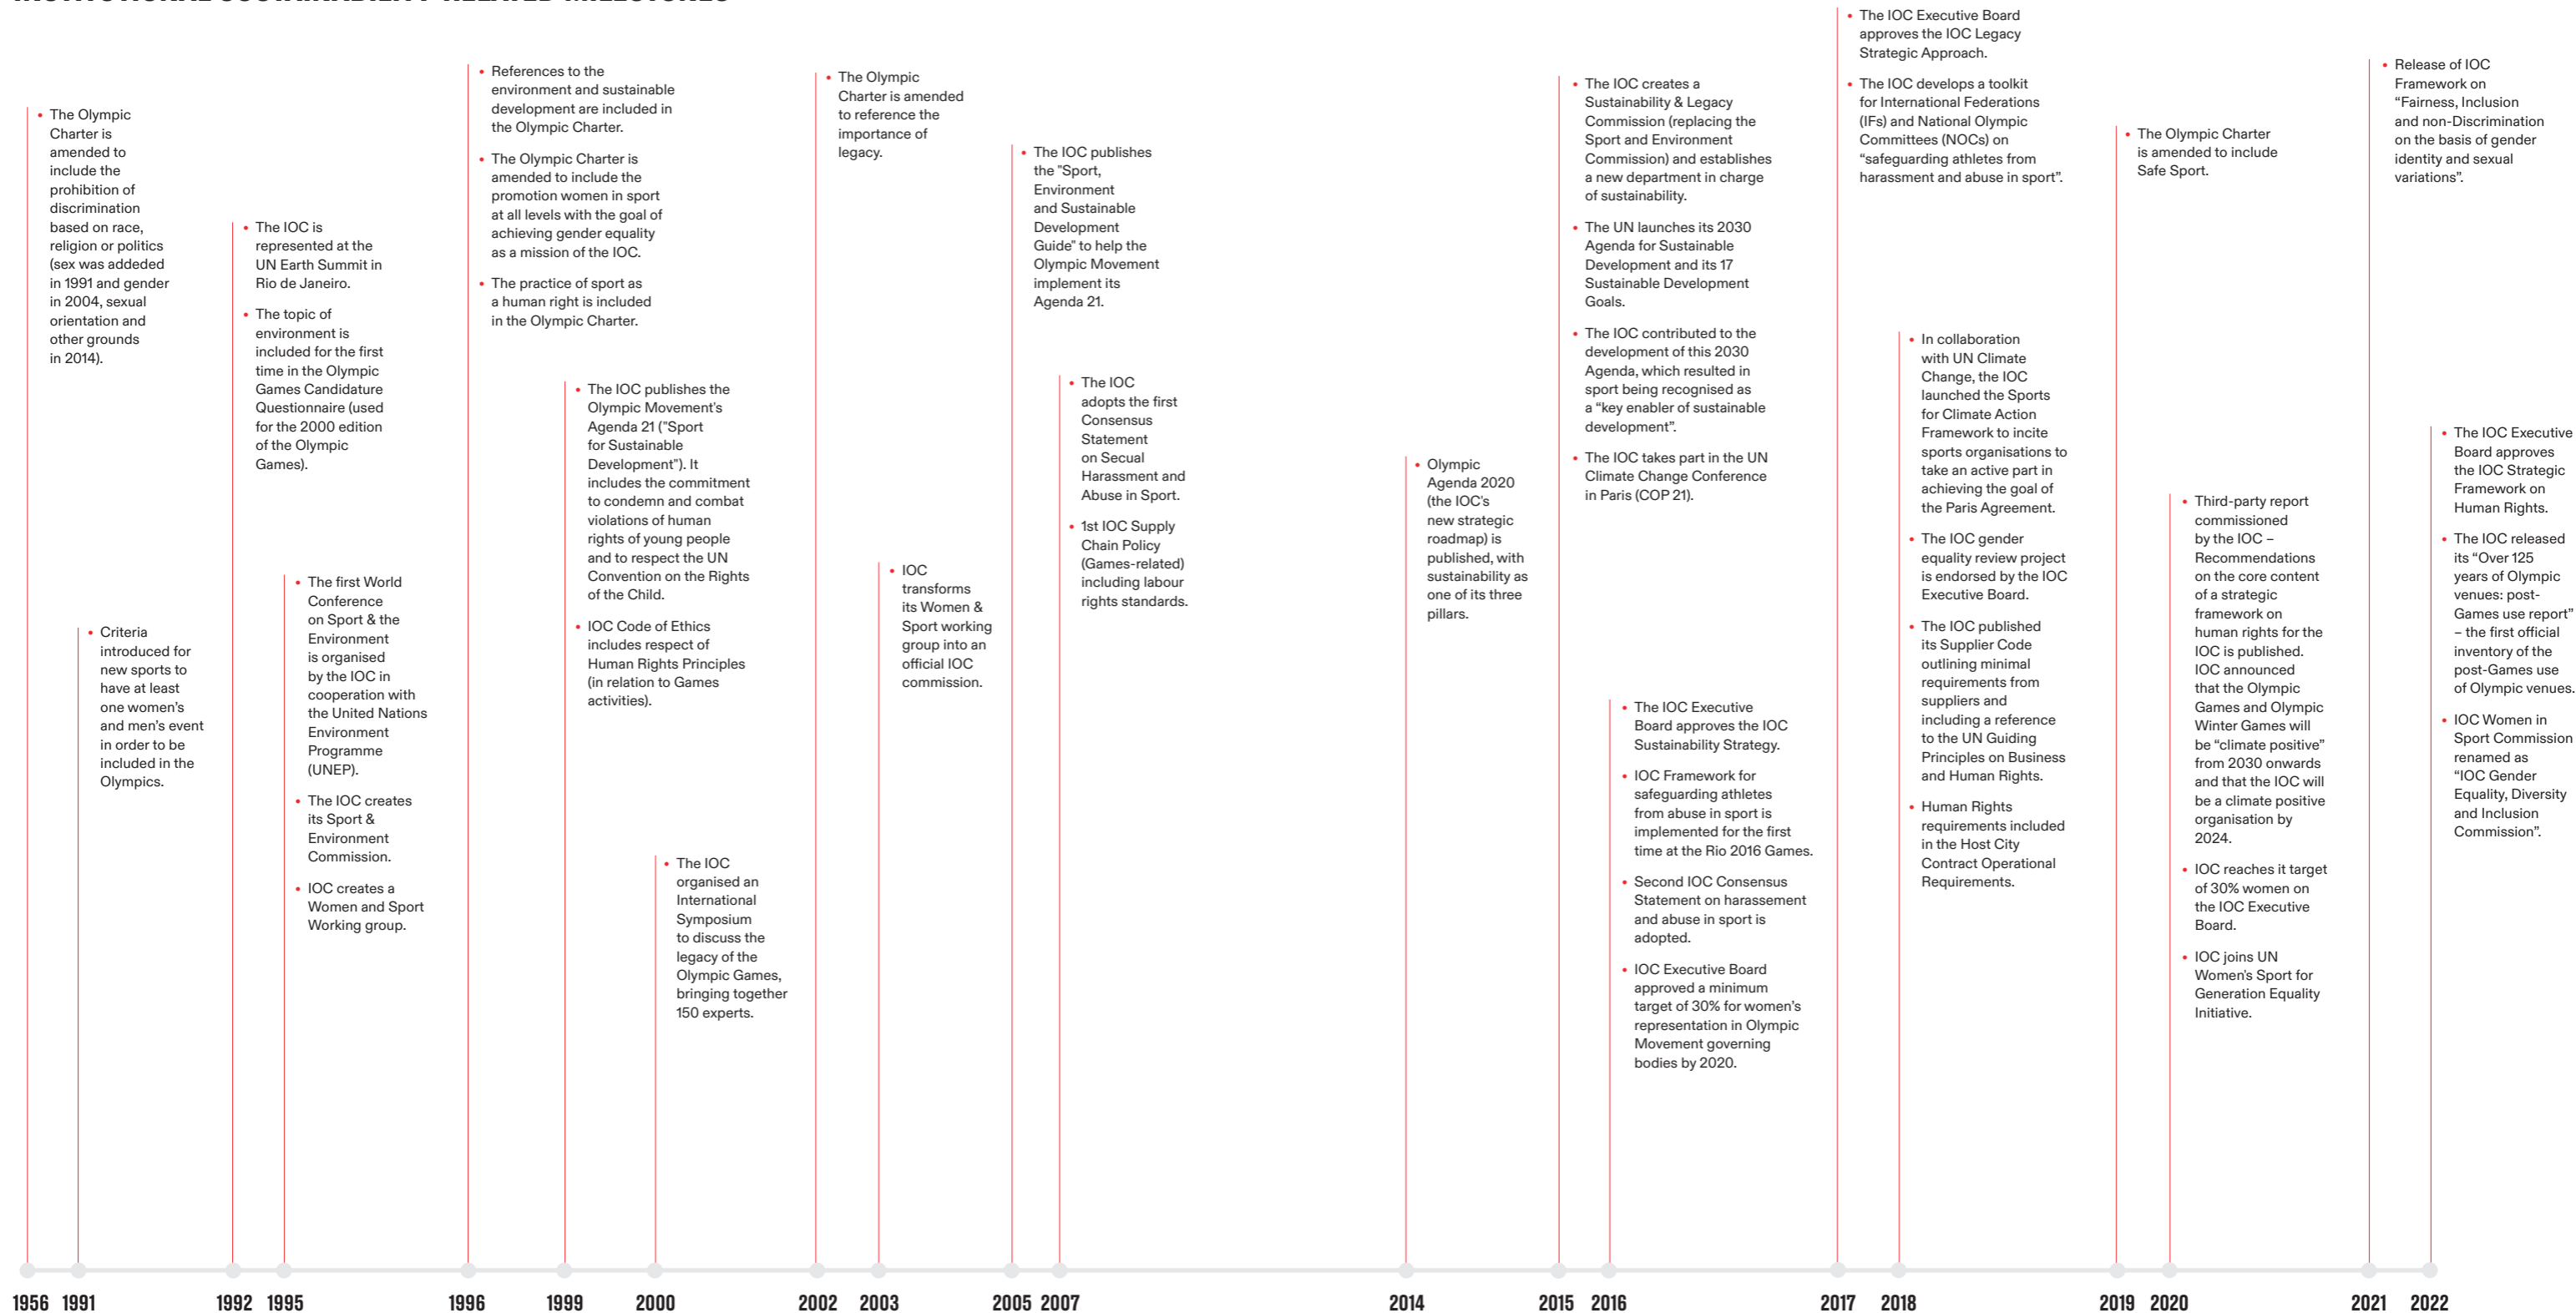 INSTITUTIONAL SUSTAINABILITY-RELATED MILESTONES
• The Olympic
Charter is
amended to
include the
prohibition of
discrimination
based on race,
religion or politics
(sex was addeded
in 1991 and gender
in 2004, sexual
orientation and
other grounds
in 2014).
• Criteria
introduced for
new sports to
have at least
one women's
and men's event
in order to be
included in the
Olympics.
• The IOC is
represented at the
UN Earth Summit in
Rio de Janeiro.
• The topic of
environment is
included for the first
time in the Olympic
Games Candidature
Questionnaire (used
for the 2000 edition
of the Olympic
Games).
• The first World
Conference
on Sport & the
Environment
is organised
by the IOC in
cooperation with
the United Nations
Environment
Programme
(UNEP).
• The IOC creates
its Sport &
Environment
Commission.
• IOC creates a
Women and Sport
Working group.
• References to the
environment and sustainable
development are included in
the Olympic Charter.
• The Olympic Charter is
amended to include the
promotion women in sport
at all levels with the goal of
achieving gender equality
as a mission of the IOC.
• The practice of sport as
a human right is included
in the Olympic Charter.
• The IOC publishes the
Olympic Movement's
Agenda 21 ("Sport
for Sustainable
Development"). It
includes the commitment
to condemn and combat
violations of human
rights of young people
and to respect the UN
Convention on the Rights
of the Child.
• IOC Code of Ethics
includes respect of
Human Rights Principles
(in relation to Games
activities).
• The IOC
organised an
International
Symposium
to discuss the
legacy of the
Olympic Games,
bringing together
150 experts.
• The Olympic
Charter is amended
to reference the
importance of
legacy.
• IOC
transforms
its Women &
Sport working
group into an
official IOC
commission.
• The IOC publishes
the "Sport,
Environment
and Sustainable
Development
Guide" to help the
Olympic Movement
implement its
Agenda 21.
• The IOC
adopts the first
Consensus
Statement
on Secual
Harassment and
Abuse in Sport.
• 1st IOC Supply
Chain Policy
(Games-related)
including labour
rights standards.
• Olympic
Agenda 2020
(the IOC's
new strategic
roadmap) is
published, with
sustainability as
one of its three
pillars.
• The IOC creates a
Sustainability & Legacy
Commission (replacing the
Sport and Environment
Commission) and establishes
a new department in charge
of sustainability.
• The UN launches its 2030
Agenda for Sustainable
Development and its 17
Sustainable Development
Goals.
• The IOC contributed to the
development of this 2030
Agenda, which resulted in
sport being recognised as
a “key enabler of sustainable
development”.
• The IOC takes part in the UN
Climate Change Conference
in Paris (COP 21).
• The IOC Executive
Board approves the IOC
Sustainability Strategy.
• IOC Framework for
safeguarding athletes
from abuse in sport is
implemented for the first
time at the Rio 2016 Games.
• Second IOC Consensus
Statement on harassement
and abuse in sport is
adopted.
• IOC Executive Board
approved a minimum
target of 30% for women’s
representation in Olympic
Movement governing
bodies by 2020.
• The IOC Executive Board
approves the IOC Legacy
Strategic Approach.
• The IOC develops a toolkit
for International Federations
(IFs) and National Olympic
Committees (NOCs) on
“safeguarding athletes from
harassment and abuse in sport”.
• In collaboration
with UN Climate
Change, the IOC
launched the Sports
for Climate Action
Framework to incite
sports organisations to
take an active part in
achieving the goal of
the Paris Agreement.
• The IOC gender
equality review project
is endorsed by the IOC
Executive Board.
• The IOC published
its Supplier Code
outlining minimal
requirements from
suppliers and
including a reference
to the UN Guiding
Principles on Business
and Human Rights.
• Human Rights
requirements included
in the Host City
Contract Operational
Requirements.
• The Olympic Charter
is amended to include
Safe Sport.
• Third-party report
commissioned
by the IOC –
Recommendations
on the core content
of a strategic
framework on
human rights for the
IOC is published.
IOC announced
that the Olympic
Games and Olympic
Winter Games will
be “climate positive”
from 2030 onwards
and that the IOC will
be a climate positive
organisation by
2024.
• IOC reaches it target
of 30% women on
the IOC Executive
Board.
• IOC joins UN
Women's Sport for
Generation Equality
Initiative.
• Release of IOC
Framework on
“Fairness, Inclusion
and non-Discrimination
on the basis of gender
identity and sexual
variations”.
• The IOC Executive
Board approves
the IOC Strategic
Framework on
Human Rights.
• The IOC released
its “Over 125
years of Olympic
venues: post-
Games use report”
– the first official
inventory of the
post-Games use
of Olympic venues.
• IOC Women in
Sport Commission
renamed as
“IOC Gender
Equality, Diversity
and Inclusion
Commission”.
1956 1991 1992 1995 1996 1999 2000 2002 2003 2005 2007 2014 2015 2016 2017 2018 2019 2020 2021 2022